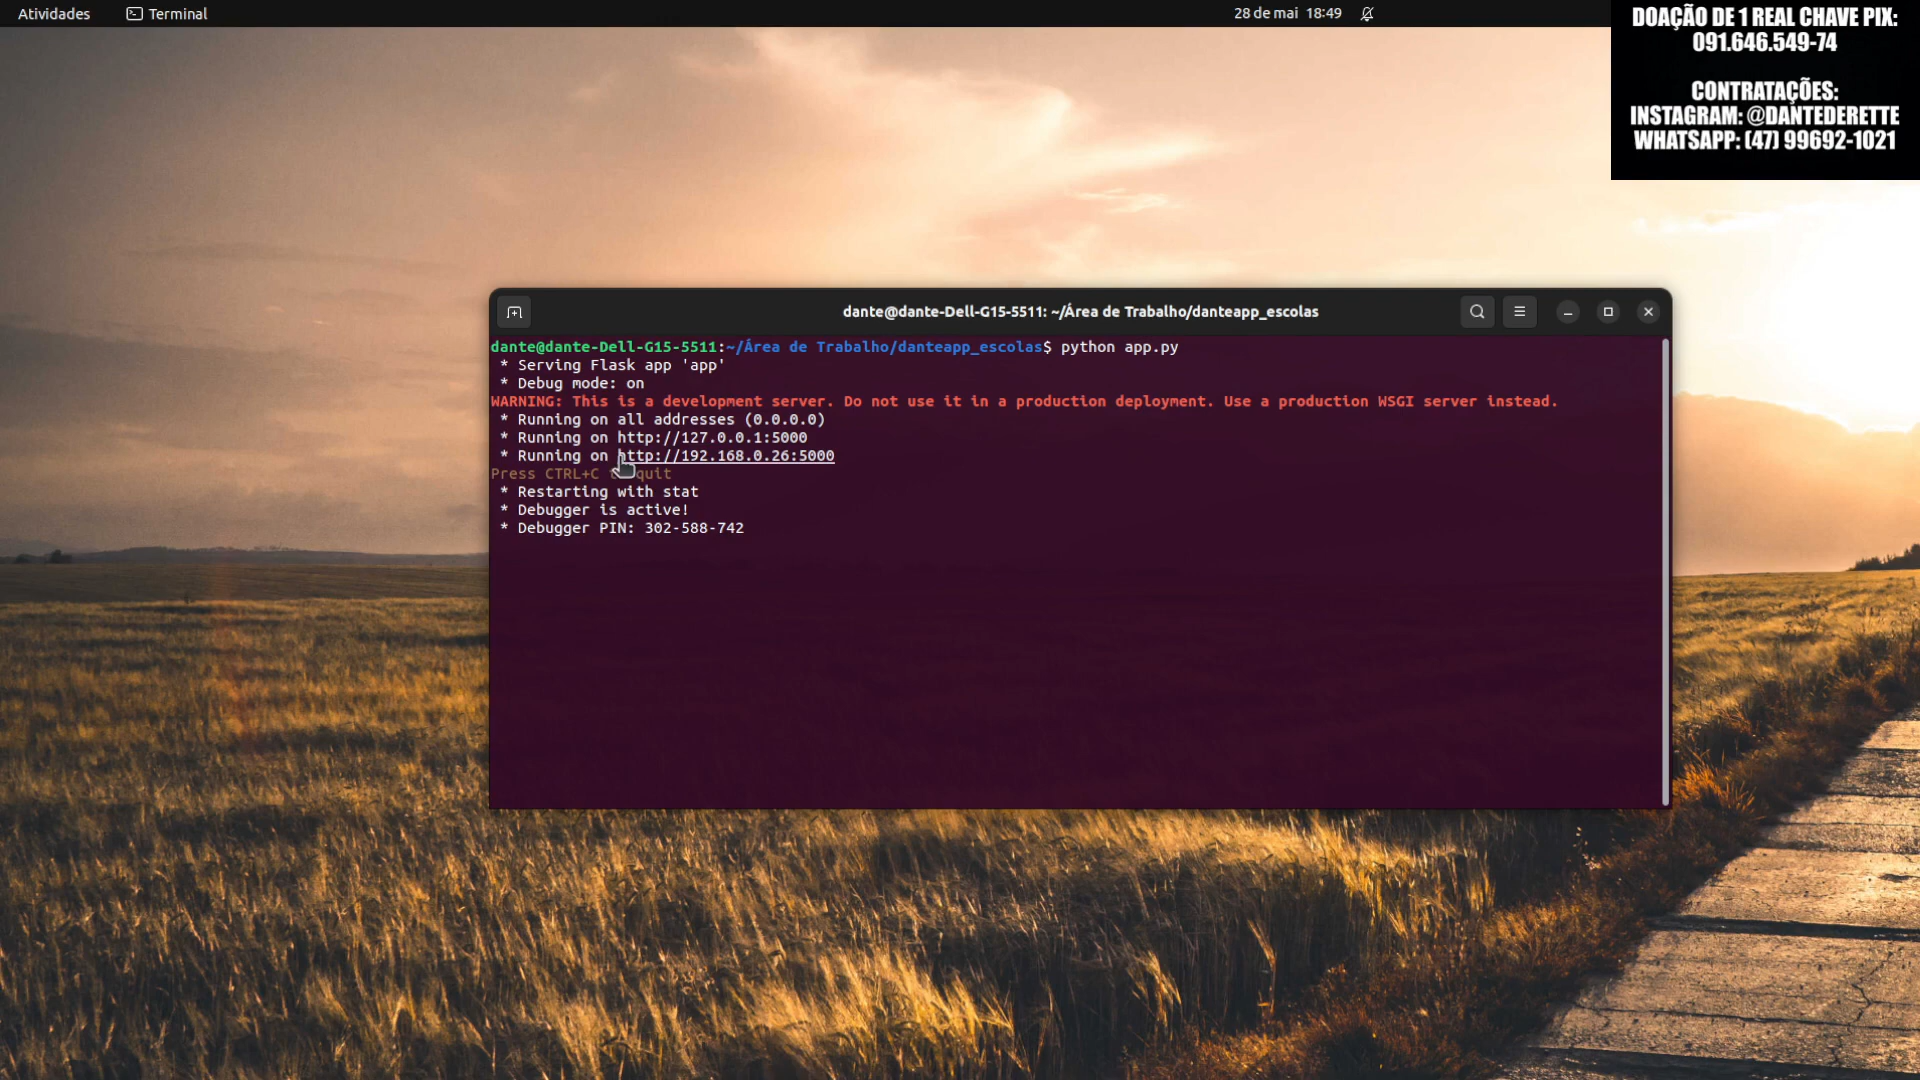 Atividades
Terminal
28 de mai 18:49
DOAÇÃO DE 1 REAL CHAVE PIX:
091.646.549-74
CONTRATAÇÕES:
INSTAGRAM: @DANTEDERETTE
WHATSAPP: (47) 99692-1021
dante@dante-Dell-G15-5511: ~/Área de Trabalho/danteapp_escolas
dante@dante-Dell-G15-5511:~/Área de Trabalho/danteapp_escolas$ python app.py
* Serving Flask app 'app'
* Debug mode: on
WARNING: This is a development server. Do not use it in a production deployment. Use a production WSGI server instead.
* Running on all addresses (0.0.0.0)
* Running on http://127.0.0.1:5000
* Running on http://192.168.0.26:5000
Press CTRL+C quit
* Restarting with stat
* Debugger is active!
* Debugger PIN: 302-588-742